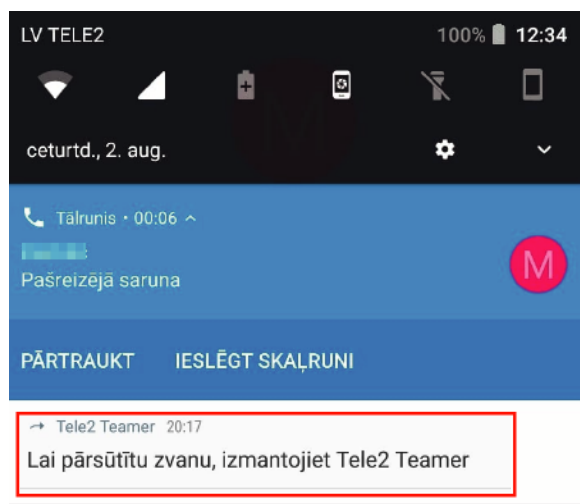 LV TELE2 100% 12:34
ceturtd., 2. aug.
Tālrunis • 00:06
Pašreizējā saruna
M
PĀRTRAUKT IESLĒGT SKAĻRUNI
Tele2 Teamer 20:17
Lai pārsūtītu zvanu, izmantojiet Tele2 Teamer